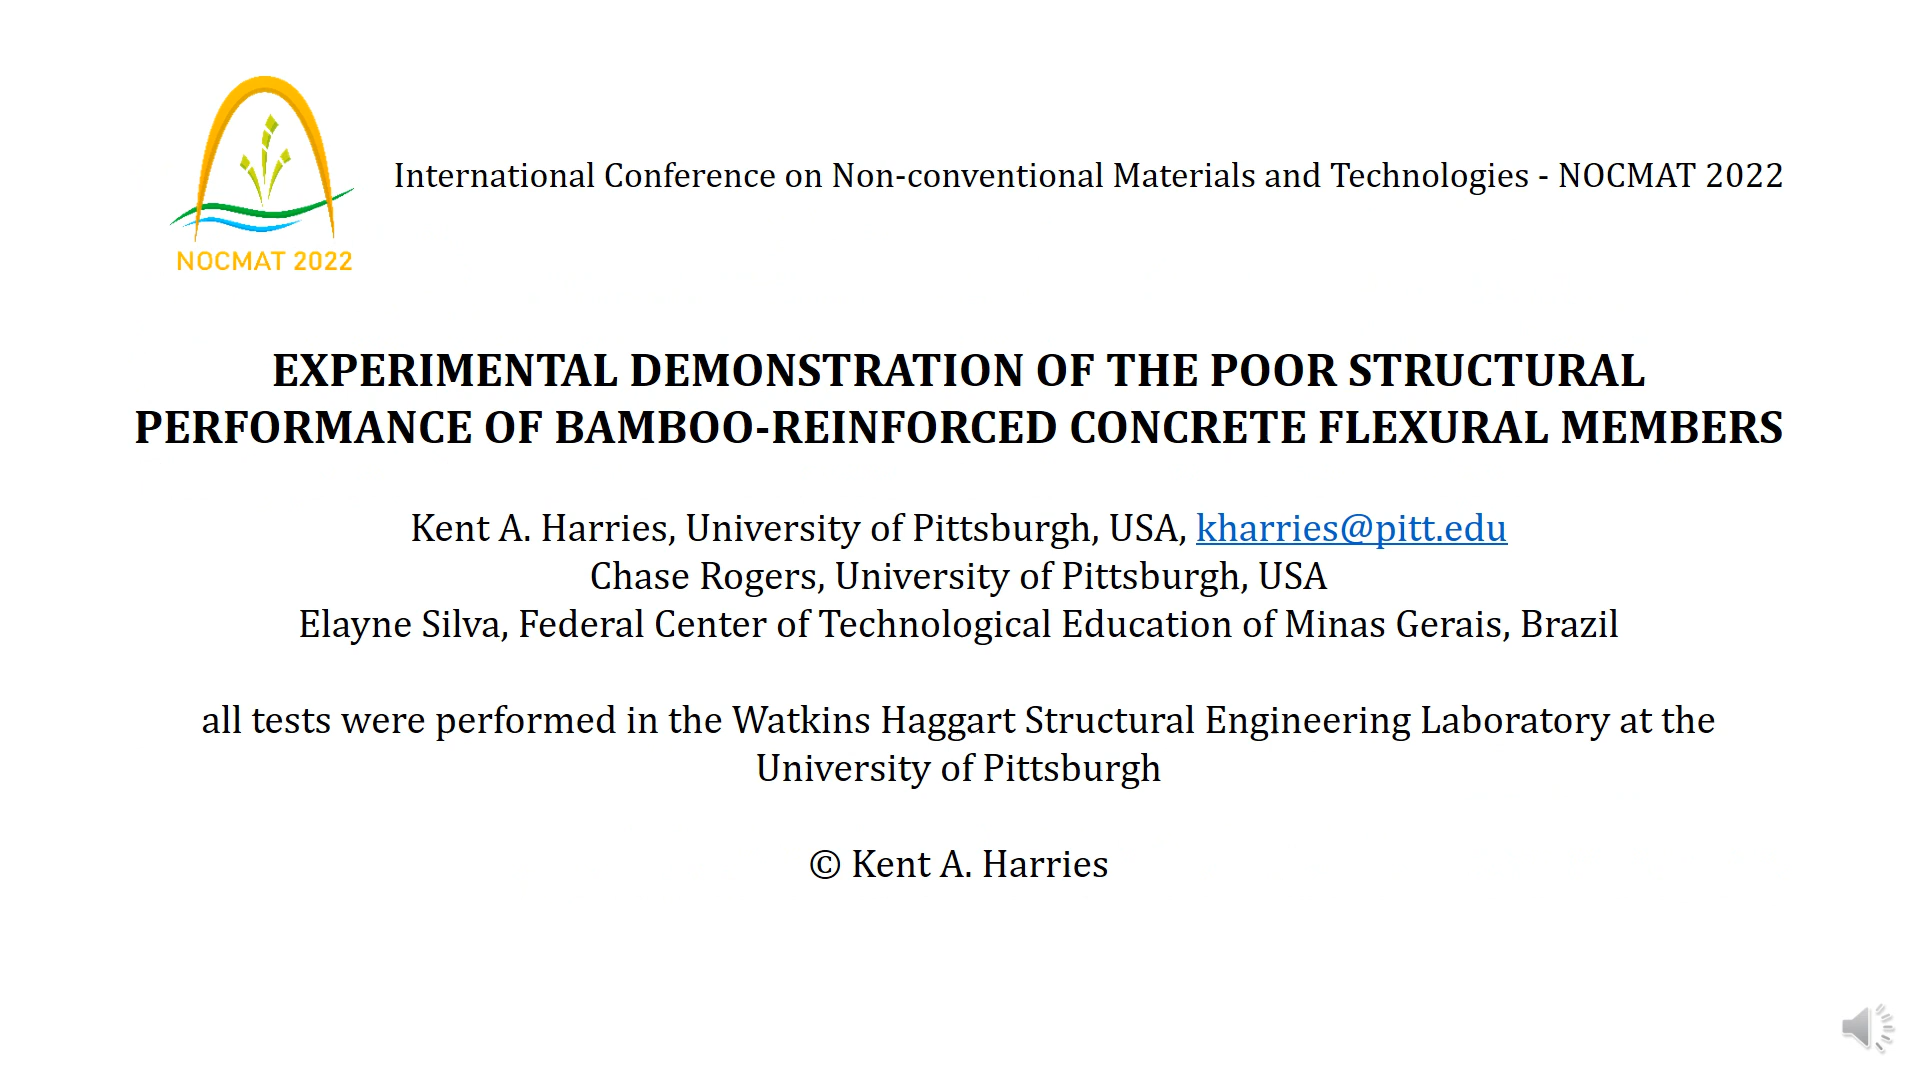 NOCMAT 2022
International Conference on Non-conventional Materials and Technologies - NOCMAT 2022
EXPERIMENTAL DEMONSTRATION OF THE POOR STRUCTURAL
PERFORMANCE OF BAMBOO-REINFORCED CONCRETE FLEXURAL MEMBERS
Kent A. Harries, University of Pittsburgh, USA, kharries@pitt.edu
Chase Rogers, University of Pittsburgh, USA
Elayne Silva, Federal Center of Technological Education of Minas Gerais, Brazil
all tests were performed in the Watkins Haggart Structural Engineering Laboratory at the
University of Pittsburgh
© Kent A. Harries